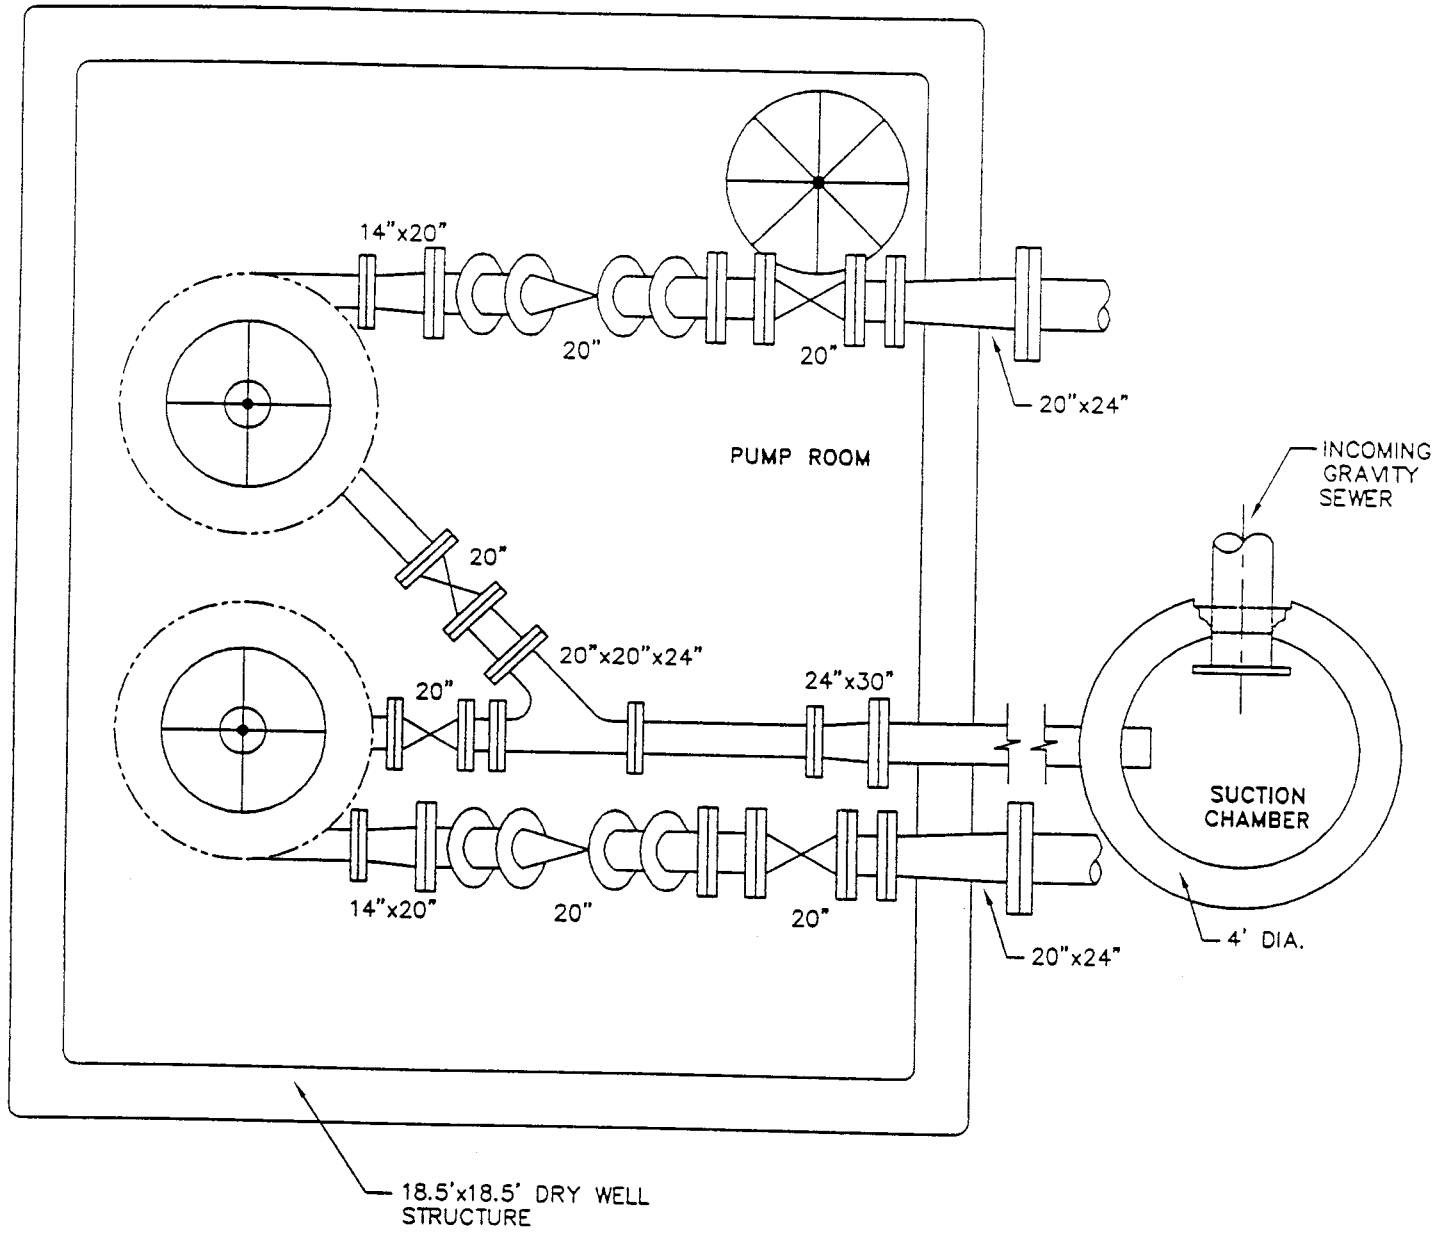 14"x20"
20"
20"
20"x24"
PUMP ROOM
INCOMING
GRAVITY
SEWER
20"
20"x20"x24"
20"
24"x30"
SUCTION
CHAMBER
14"x20"
20"
20"
20"x24"
4' DIA.
18.5'x18.5' DRY WELL
STRUCTURE